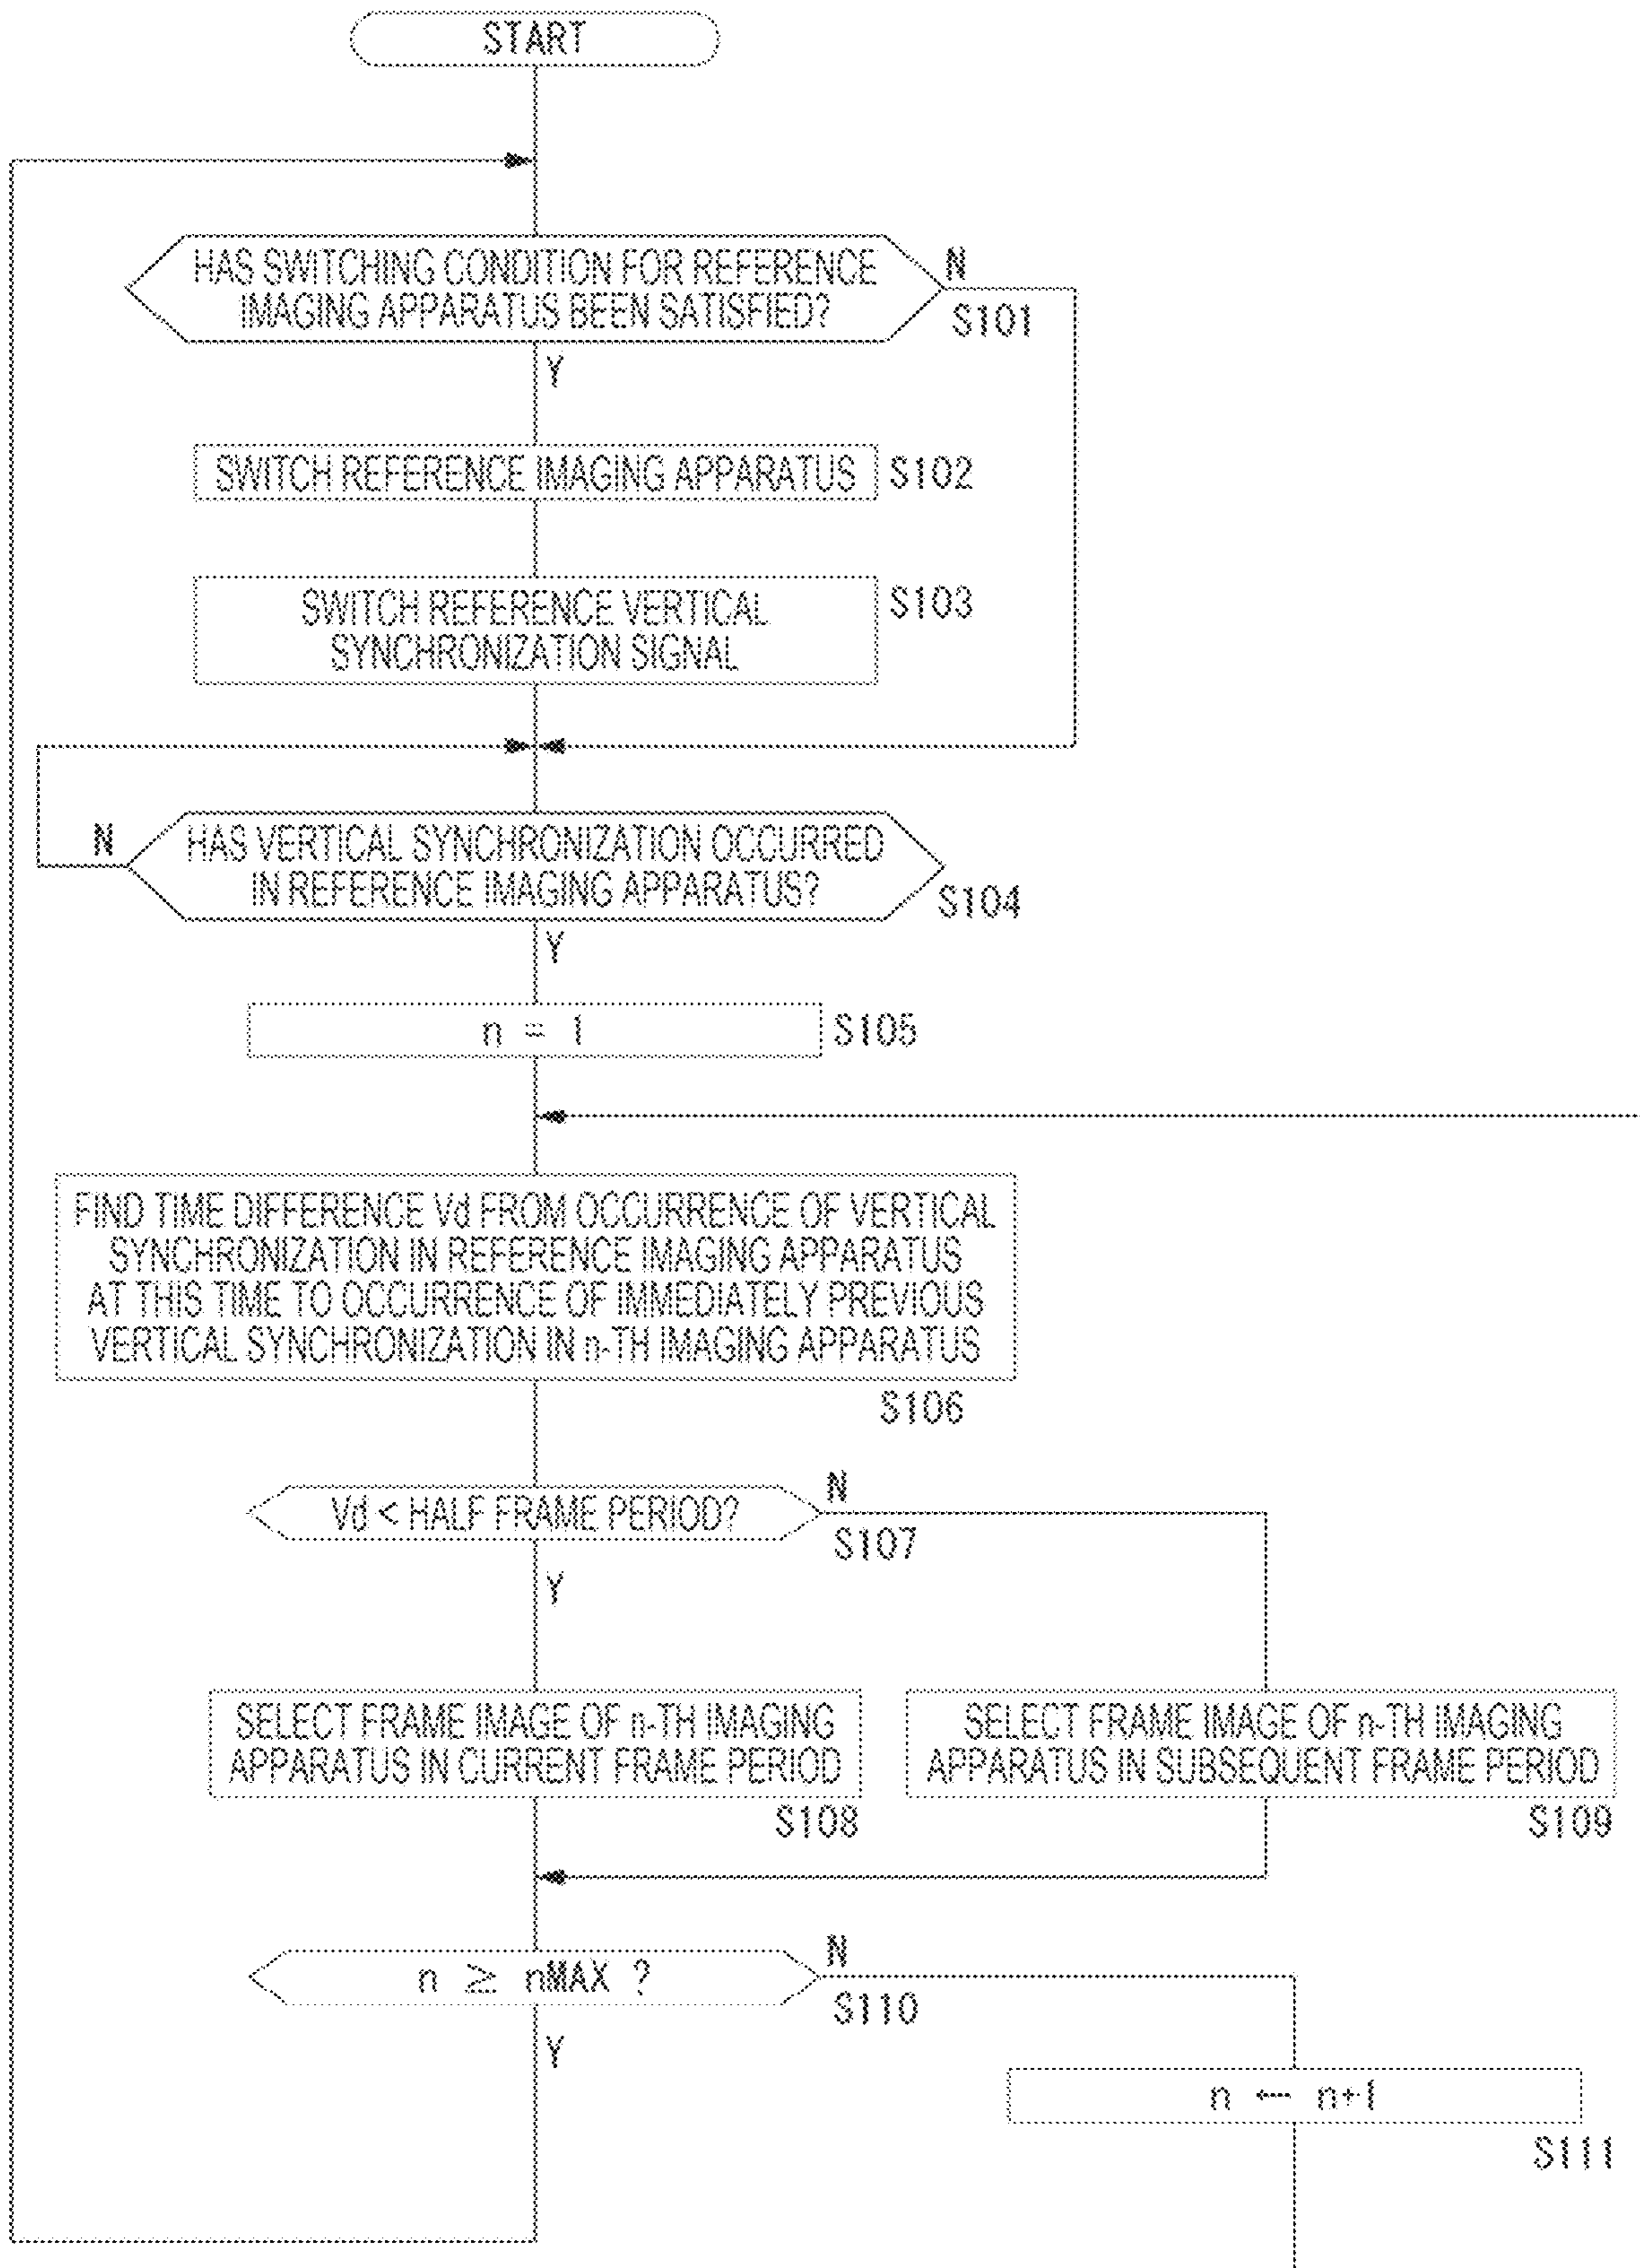 START
HAS SWITCHING CONDITION FOR REFERENCE
IMAGING APPARATUS BEEN SATISFIED?
N
S101
Y
SWITCH REFERENCE IMAGING APPARATUS
S102
SWITCH REFERENCE VERTICAL
SYNCHRONIZATION SIGNAL
S103
N
HAS VERTICAL SYNCHRONIZATION OCCURRED
IN REFERENCE IMAGING APPARATUS?
S104
Y
n = 1
S105
FIND TIME DIFFERENCE Vd FROM OCCURRENCE OF VERTICAL
SYNCHRONIZATION IN REFERENCE IMAGING APPARATUS
AT THIS TIME TO OCCURRENCE OF IMMEDIATELY PREVIOUS
VERTICAL SYNCHRONIZATION IN n-TH IMAGING APPARATUS
S106
Vd < HALF FRAME PERIOD?
N
S107
Y
SELECT FRAME IMAGE OF n-TH IMAGING
APPARATUS IN CURRENT FRAME PERIOD
S108
SELECT FRAME IMAGE OF n-TH IMAGING
APPARATUS IN SUBSEQUENT FRAME PERIOD
S109
n ≥ nMAX ?
N
S110
Y
n ← n+1
S111